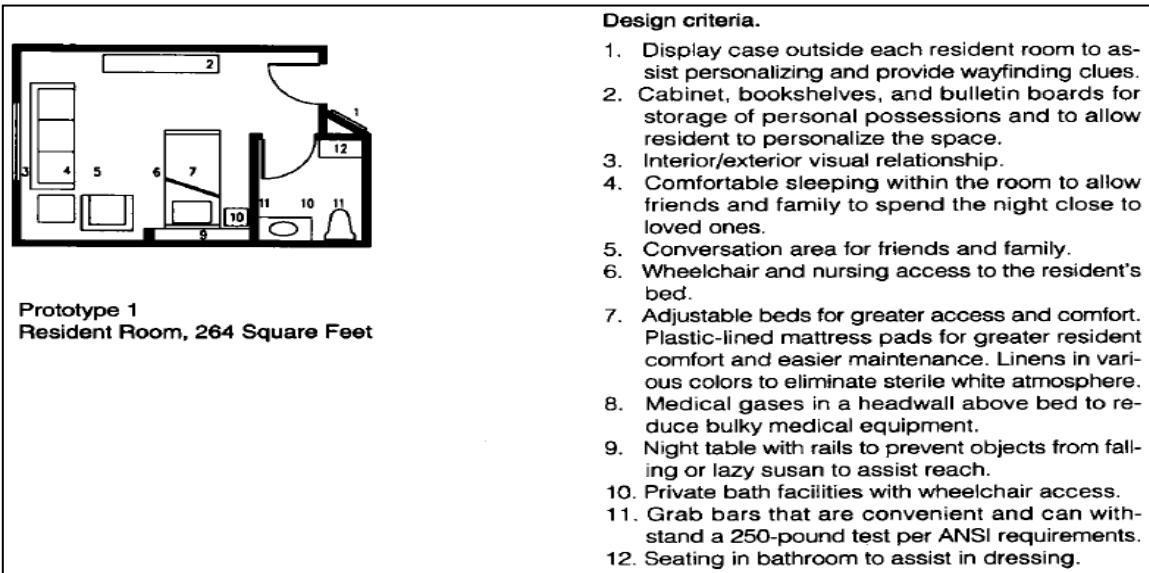 2
1
12
3
4
5
6
7
11
10
11
10
9
Prototype 1
Resident Room, 264 Square Feet
Design criteria.
1. Display case outside each resident room to as-
sist personalizing and provide wayfinding clues.
2. Cabinet, bookshelves, and bulletin boards for
storage of personal possessions and to allow
resident to personalize the space.
3. Interior/exterior visual relationship.
4. Comfortable sleeping within the room to allow
friends and family to spend the night close to
loved ones.
5. Conversation area for friends and family.
6. Wheelchair and nursing access to the resident's
bed.
7. Adjustable beds for greater access and comfort.
Plastic-lined mattress pads for greater resident
comfort and easier maintenance. Linens in vari-
ous colors to eliminate sterile white atmosphere.
8. Medical gases in a headwall above bed to re-
duce bulky medical equipment.
9. Night table with rails to prevent objects from fall-
ing or lazy susan to assist reach.
10. Private bath facilities with wheelchair access.
11. Grab bars that are convenient and can with-
stand a 250-pound test per ANSI requirements.
12. Seating in bathroom to assist in dressing.